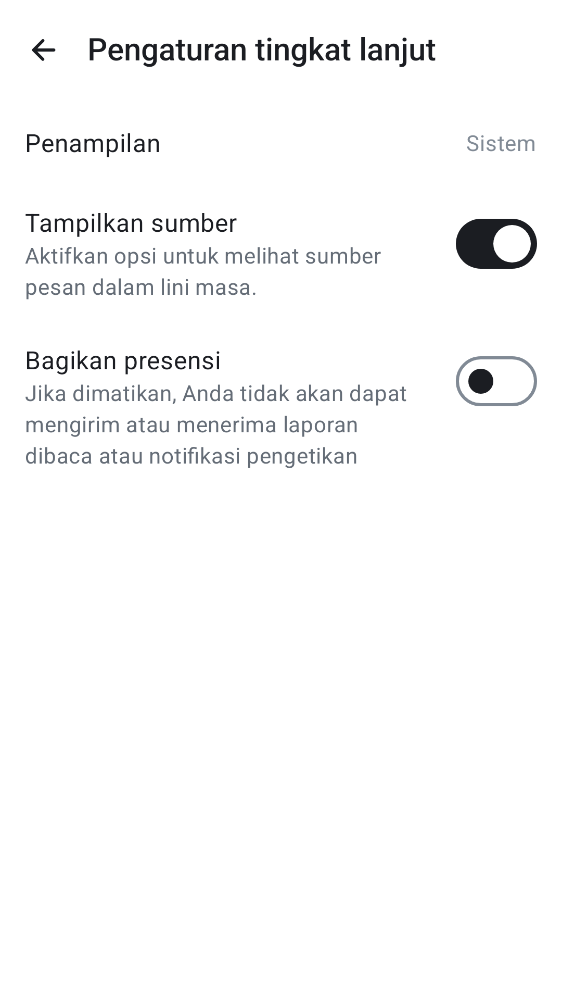 Pengaturan tingkat lanjut
Penampilan
Sistem
Tampilkan sumber
Aktifkan opsi untuk melihat sumber
pesan dalam lini masa.
Bagikan presensi
Jika dimatikan, Anda tidak akan dapat
mengirim atau menerima laporan
dibaca atau notifikasi pengetikan